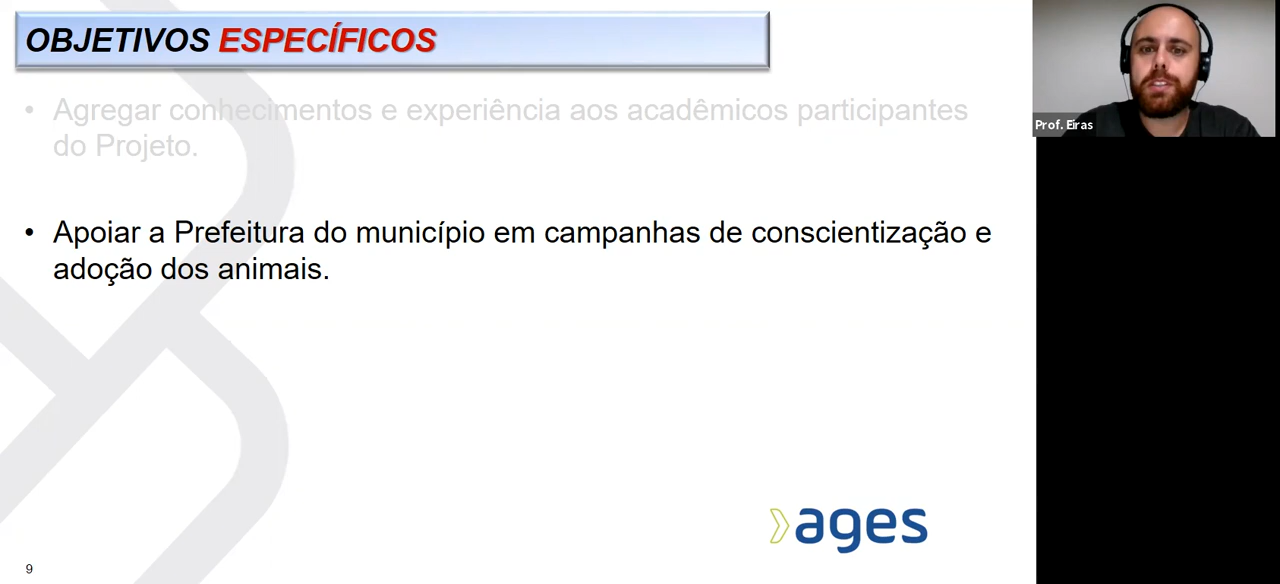 OBJETIVOS ESPECÍFICOS
• Agregar conhecimentos e experiência aos acadêmicos participantes
do Projeto.
• Apoiar a Prefeitura do município em campanhas de conscientização e
adoção dos animais.
ages
9
Prof. Eiras